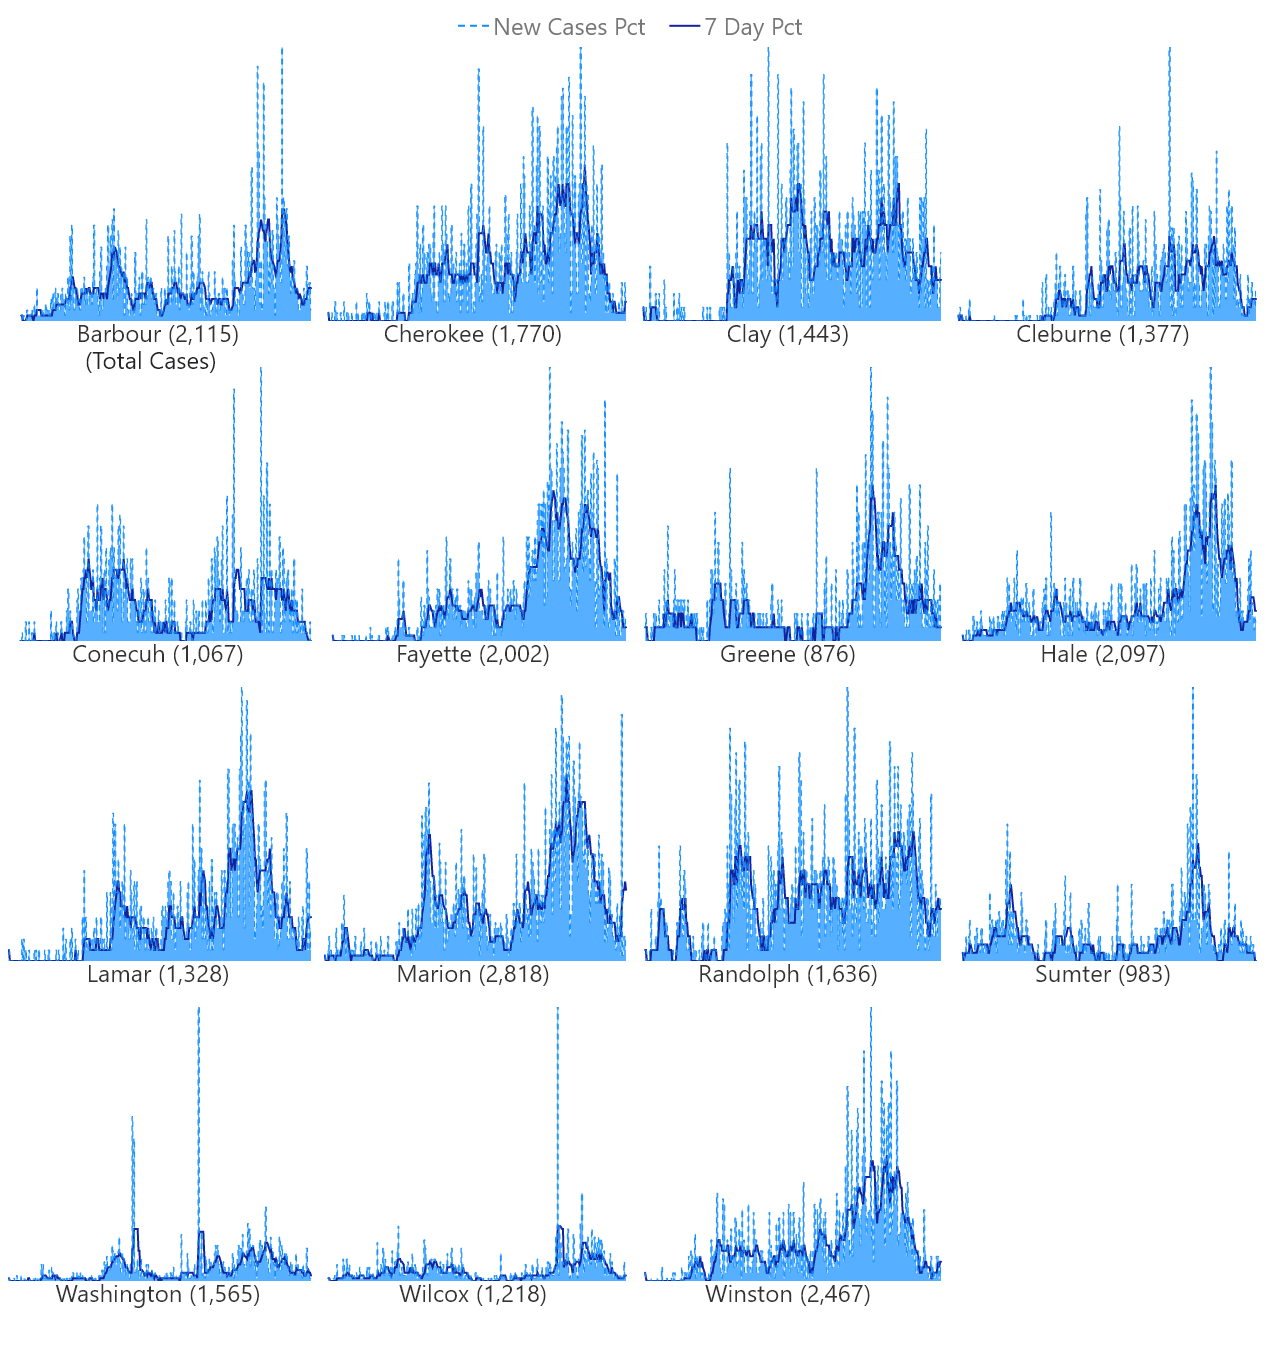 New Cases Pct 7 Day Pct
Barbour (2,115) Cherokee (1,770) Clay (1,443) Cleburne (1,377)
(Total Cases)
Conecuh (1,067) Fayette (2,002) Greene (876) Hale (2,097)
Lamar (1,328) Marion (2,818) Randolph (1,636) Sumter (983)
Washington (1,565) Wilcox (1,218) Winston (2,467)